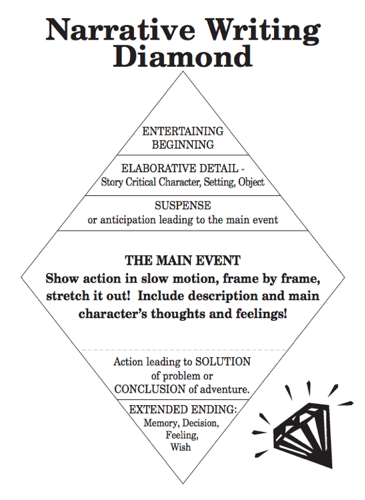 Narrative Writing
Diamond
ENTERTAINING
BEGINNING
ELABORATIVE DETAIL -
Story Critical Character, Setting, Object
SUSPENSE
or anticipation leading to the main event
THE MAIN EVENT
Show action in slow motion, frame by frame,
stretch it out! Include description and main
character's thoughts and feelings!
Action leading to SOLUTION
of problem or
CONCLUSION of adventure.
EXTENDED ENDING:
Memory, Decision,
Feeling,
Wish